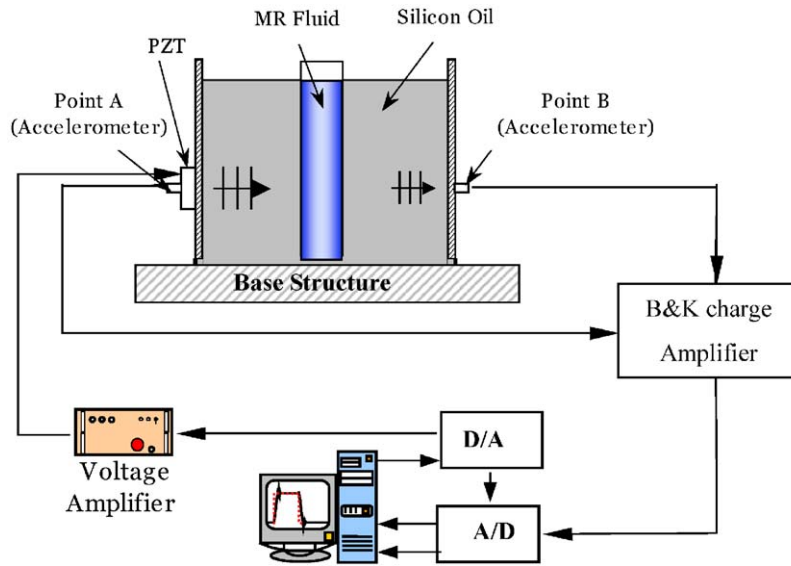 MR Fluid
Silicon Oil
PZT
Point A
(Accelerometer)
Point B
(Accelerometer)
Base Structure
B&K charge
Amplifier
D/A
Voltage
Amplifier
A/D